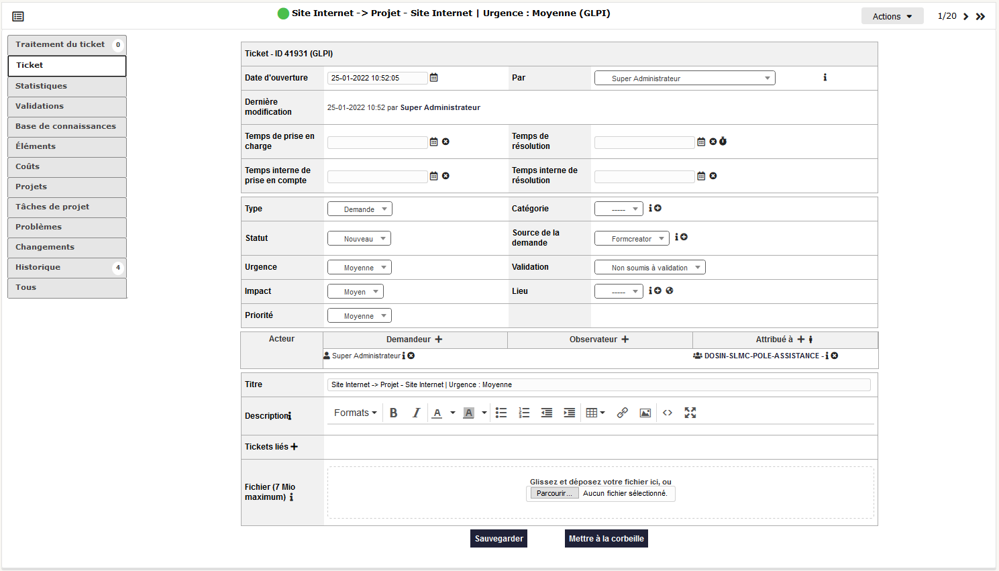 Site Internet -> Projet - Site Internet | Urgence : Moyenne (GLPI)
Actions
1/20
Traitement du ticket 0
Ticket
Statistiques
Validations
Base de connaissances
Éléments
Coûts
Projets
Tâches de projet
Problèmes
Changements
Historique 4
Tous
Ticket - ID 41931 (GLPI)
Date d'ouverture 25-01-2022 10:52:05 Par Super Administrateur
Dernière
modification
25-01-2022 10:52 par Super Administrateur
Temps de prise en
charge
Temps de
résolution
Temps interne de
prise en compte
Temps interne de
résolution
Type Demande Catégorie -----
Statut Nouveau
Source de la
demande
Formcreator
Urgence Moyenne Validation Non soumis à validation
Impact Moyen Lieu -----
Priorité Moyenne
Acteur Demandeur Observateur Attribué à
Super Administrateur DOSIN-SLMC-POLE-ASSISTANCE -
Titre Site Internet -> Projet - Site Internet | Urgence : Moyenne
Description Formats B I A A
Tickets liés
Fichier (7 Mio
maximum)
Glissez et déposez votre fichier ici, ou
Parcourir... Aucun fichier sélectionné.
Sauvegarder Mettre à la corbeille